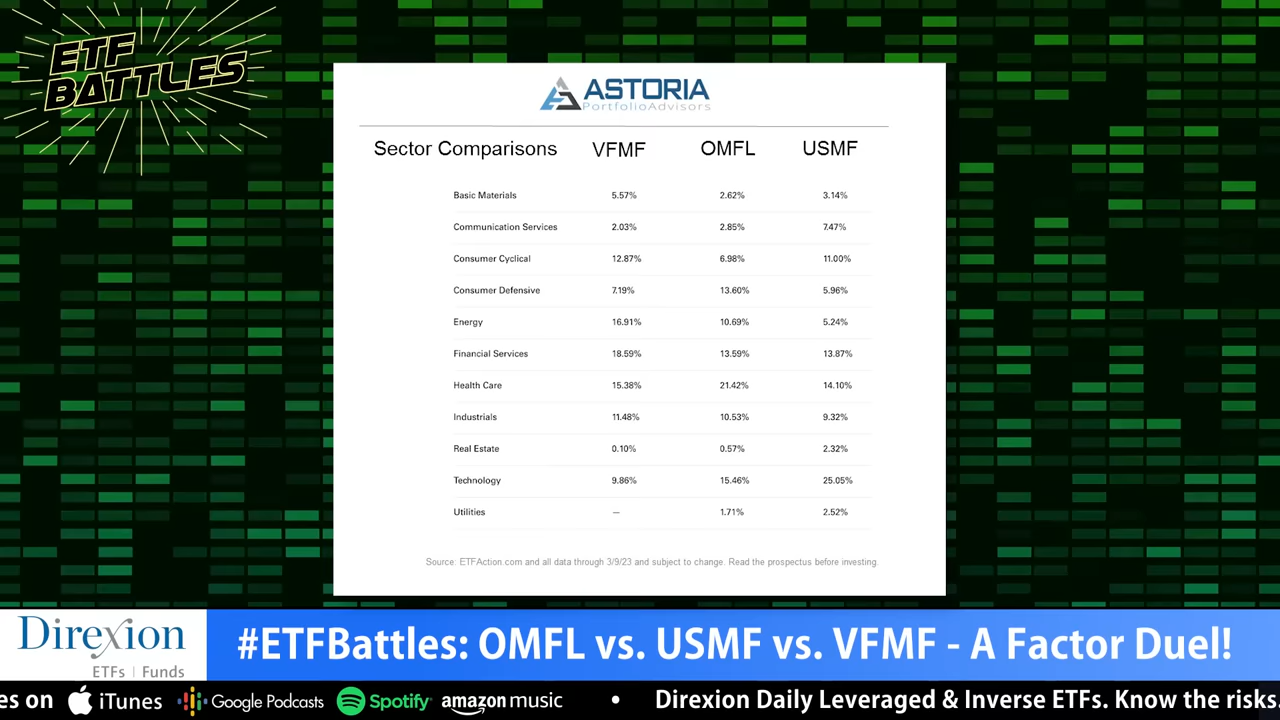 ETF
BATTLES
ASTORIA
PortfolioAdvisors
Sector Comparisons VFMF OMFL USMF
Basic Materials 5.57% 2.62% 3.14%
Communication Services 2.03% 2.85% 7.47%
Consumer Cyclical 12.87% 6.98% 11.00%
Consumer Defensive 7.19% 13.60% 5.96%
Energy 16.91% 10.69% 5.24%
Financial Services 18.59% 13.59% 13.87%
Health Care 15.38% 21.42% 14.10%
Industrials 11.48% 10.53% 9.32%
Real Estate 0.10% 0.57% 2.32%
Technology 9.86% 15.46% 25.05%
Utilities — 1.71% 2.52%
Source: ETFAction.com and all data through 3/9/23 and subject to change. Read the prospectus before investing.
Direxion
ETFs | Funds
#ETFBattles: OMFL vs. USMF vs. VFMF - A Factor Duel!
es on iTunes Google Podcasts Spotify amazon music • Direxion Daily Leveraged & Inverse ETFs. Know the risks.